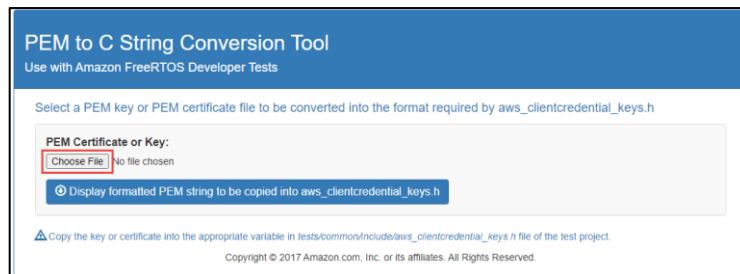 PEM to C String Conversion Tool
Use with Amazon FreeRTOS Developer Tests
Select a PEM key or PEM certificate file to be converted into the format required by aws_clientcredential_keys.h
PEM Certificate or Key:
Choose File No file chosen
Display formatted PEM string to be copied into aws_clientcredential_keys.h
Copy the key or certificate into the appropriate variable in tests/common/include/aws_clientcredential_keys.h file of the test project.
Copyright © 2017 Amazon.com, Inc. or its affiliates. All Rights Reserved.